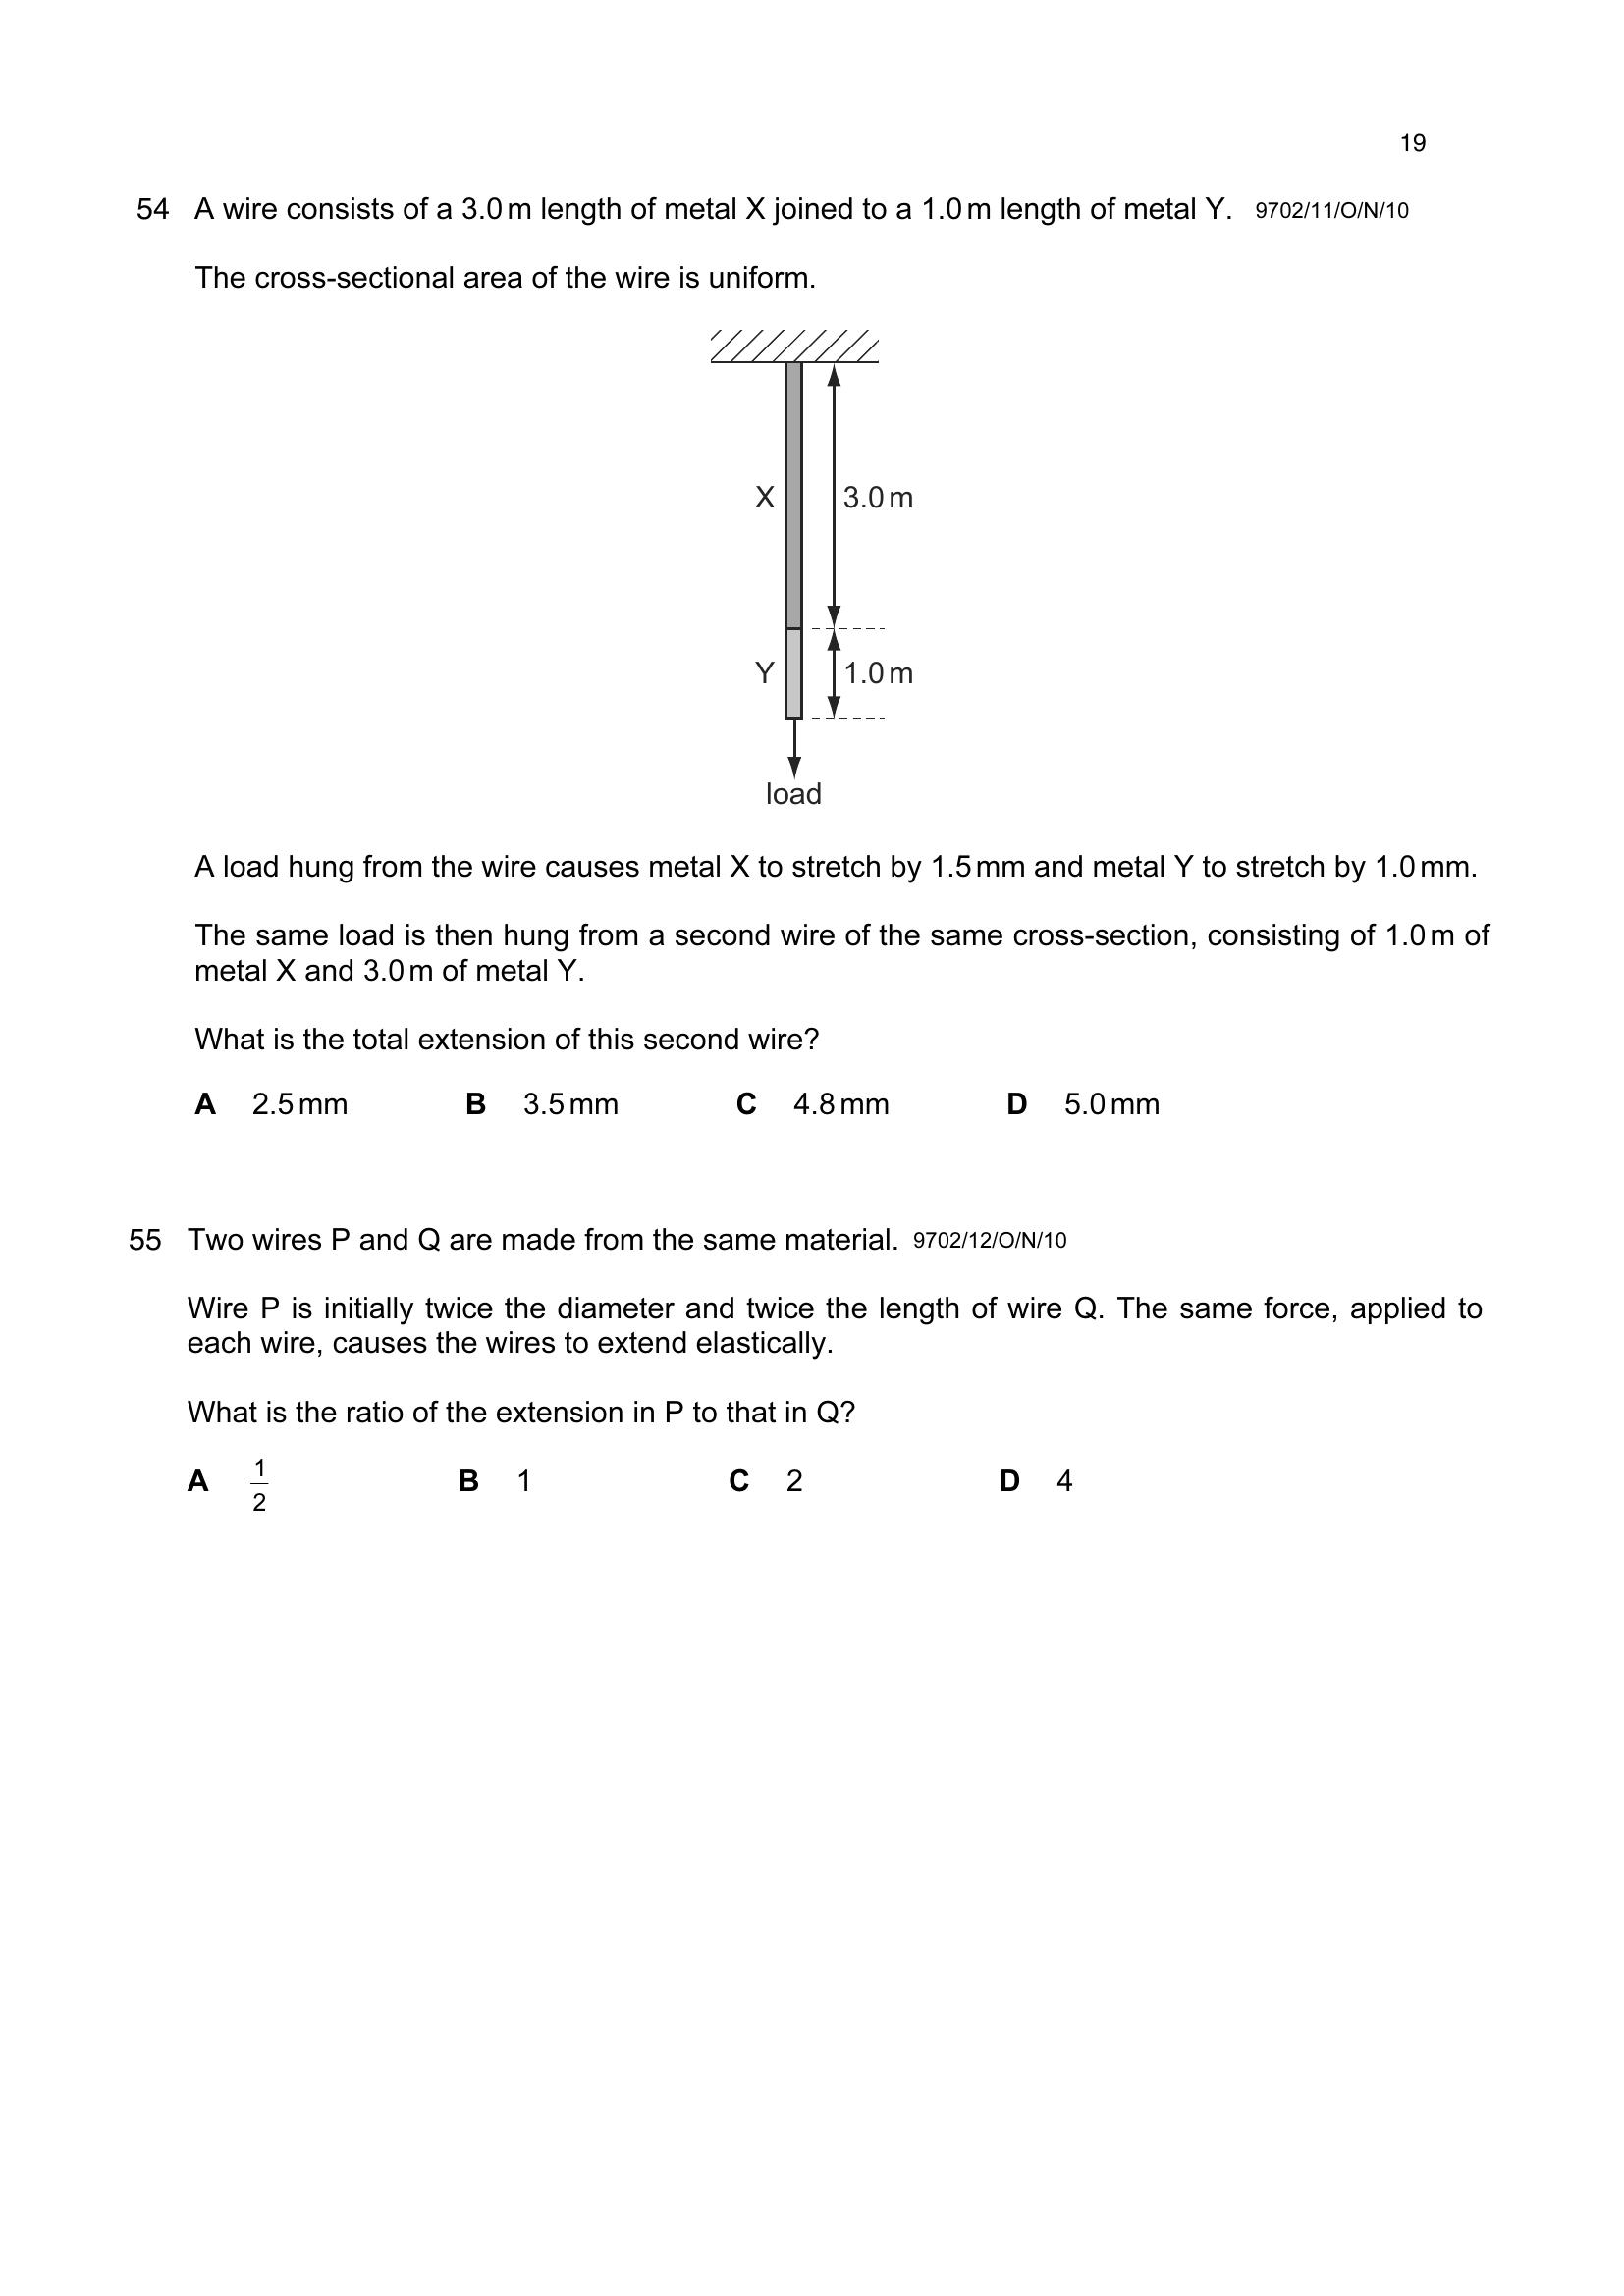 19
54 A wire consists of a 3.0 m length of metal X joined to a 1.0 m length of metal Y. 9702/11/O/N/10
The cross-sectional area of the wire is uniform.
X 3.0 m
Y 1.0 m
load
A load hung from the wire causes metal X to stretch by 1.5 mm and metal Y to stretch by 1.0 mm.
The same load is then hung from a second wire of the same cross-section, consisting of 1.0 m of
metal X and 3.0 m of metal Y.
What is the total extension of this second wire?
A 2.5 mm B 3.5 mm C 4.8 mm D 5.0 mm
55 Two wires P and Q are made from the same material. 9702/12/O/N/10
Wire P is initially twice the diameter and twice the length of wire Q. The same force, applied to
each wire, causes the wires to extend elastically.
What is the ratio of the extension in P to that in Q?
A 1/2 B 1 C 2 D 4